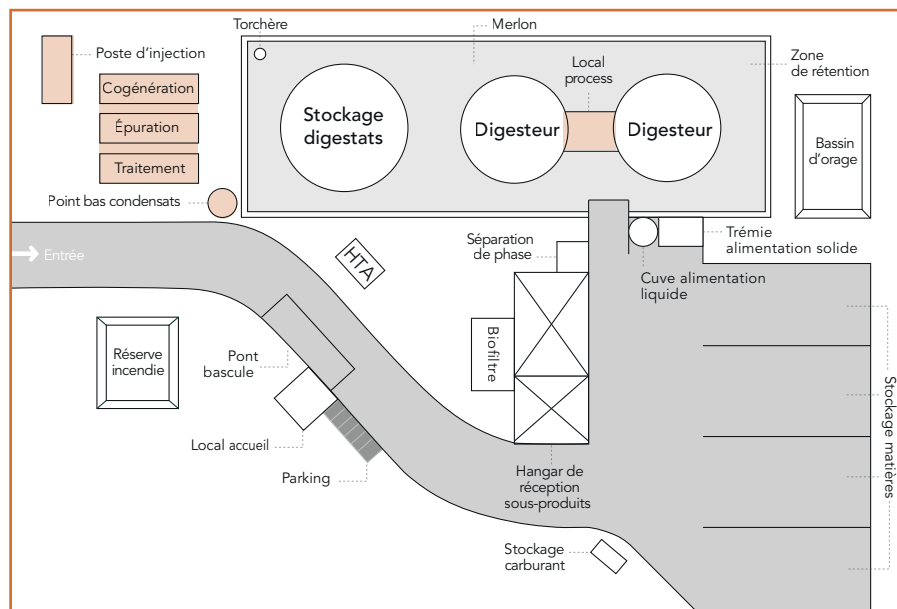 Torchère
Merlon
Poste d'injection
Local
process
Zone
de rétention
Cogénération
Épuration
Traitement
Stockage
digestats
Digesteur
Digesteur
Bassin
d'orage
Point bas condensats
Entrée
HTA
Séparation
de phase
Trémie
alimentation solide
Cuve alimentation
liquide
Réserve
incendie
Pont
bascule
Biofiltre
Stockage matières
Local accueil
Parking
Hangar de
réception
sous-produits
Stockage
carburant